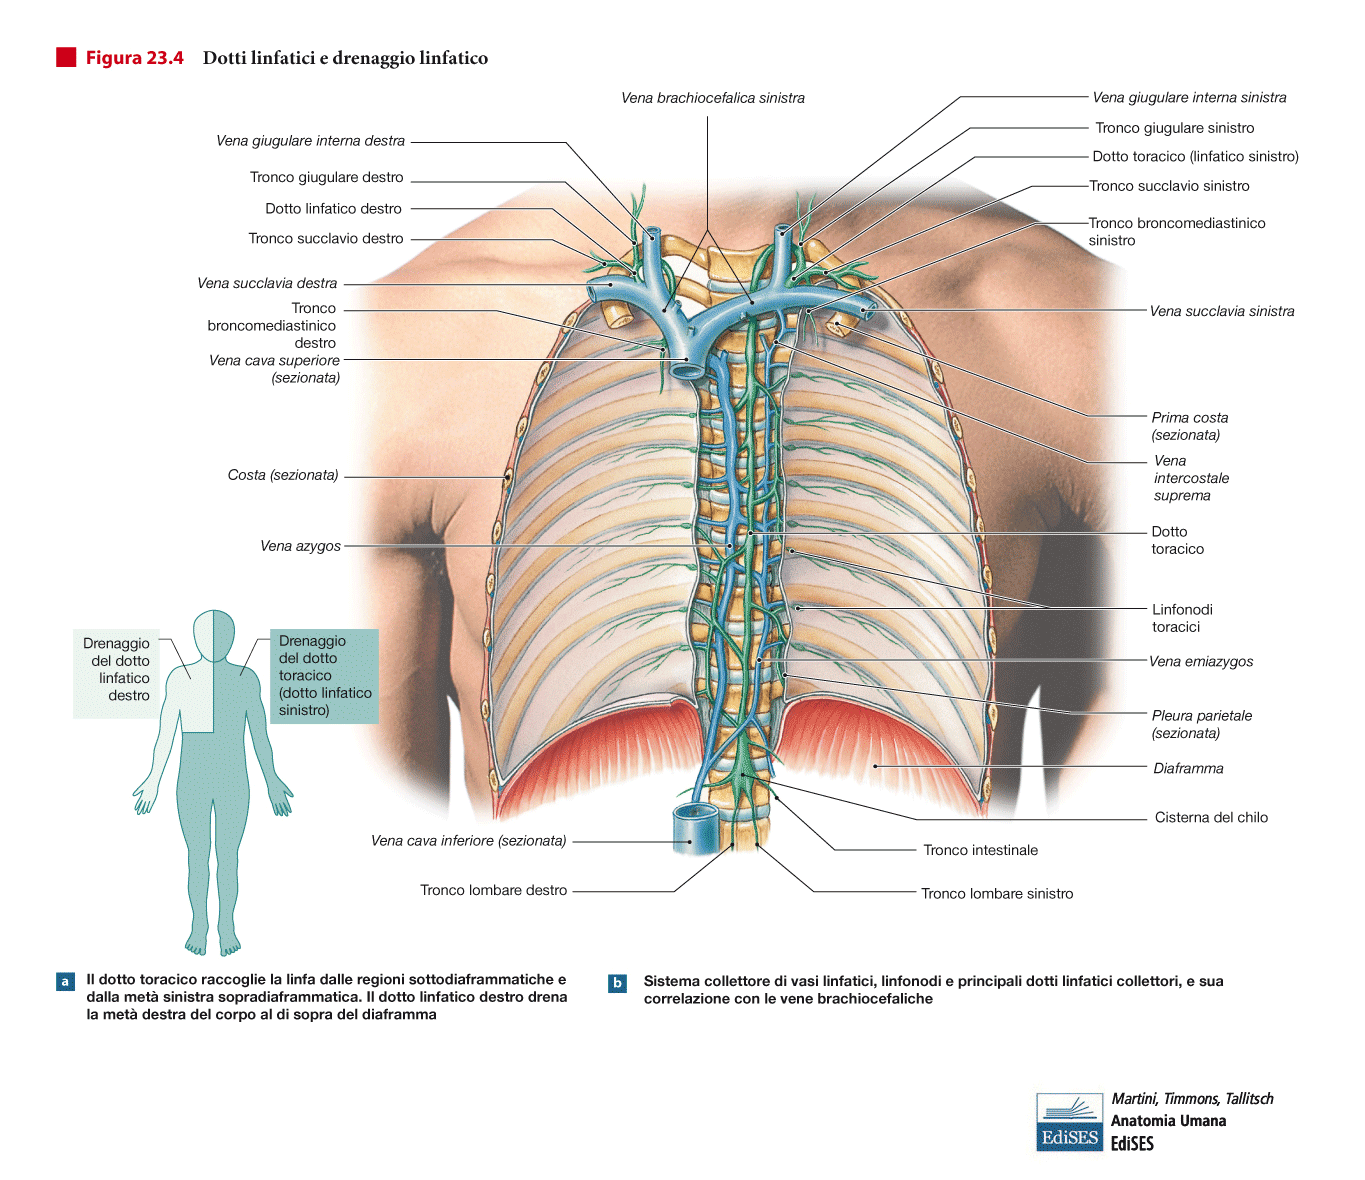 Figura 23.4 Dotti linfatici e drenaggio linfatico
Vena brachiocefalica sinistra
Vena giugulare interna destra
Tronco giugulare destro
Dotto linfatico destro
Tronco succlavio destro
Vena succlavia destra
Tronco
broncomediastinico
destro
Vena cava superiore
(sezionata)
Costa (sezionata)
Vena azygos
Vena giugulare interna sinistra
Tronco giugulare sinistro
Dotto toracico (linfatico sinistro)
Tronco succlavio sinistro
Tronco broncomediastinico
sinistro
Vena succlavia sinistra
Prima costa
(sezionata)
Vena
intercostale
suprema
Dotto
toracico
Linfonodi
toracici
Vena emiazygos
Pleura parietale
(sezionata)
Diaframma
Cisterna del chilo
Tronco intestinale
Tronco lombare sinistro
Vena cava inferiore (sezionata)
Tronco lombare destro
Drenaggio
del dotto
linfatico
destro
Drenaggio
del dotto
toracico
(dotto linfatico
sinistro)
a Il dotto toracico raccoglie la linfa dalle regioni sottodiaframmatiche e
dalla metà sinistra sopradiaframmatica. Il dotto linfatico destro drena
la metà destra del corpo al di sopra del diaframma
b Sistema collettore di vasi linfatici, linfonodi e principali dotti linfatici collettori, e sua
correlazione con le vene brachiocefaliche
EdiSES
Martini, Timmons, Tallitsch
Anatomia Umana
EdiSES